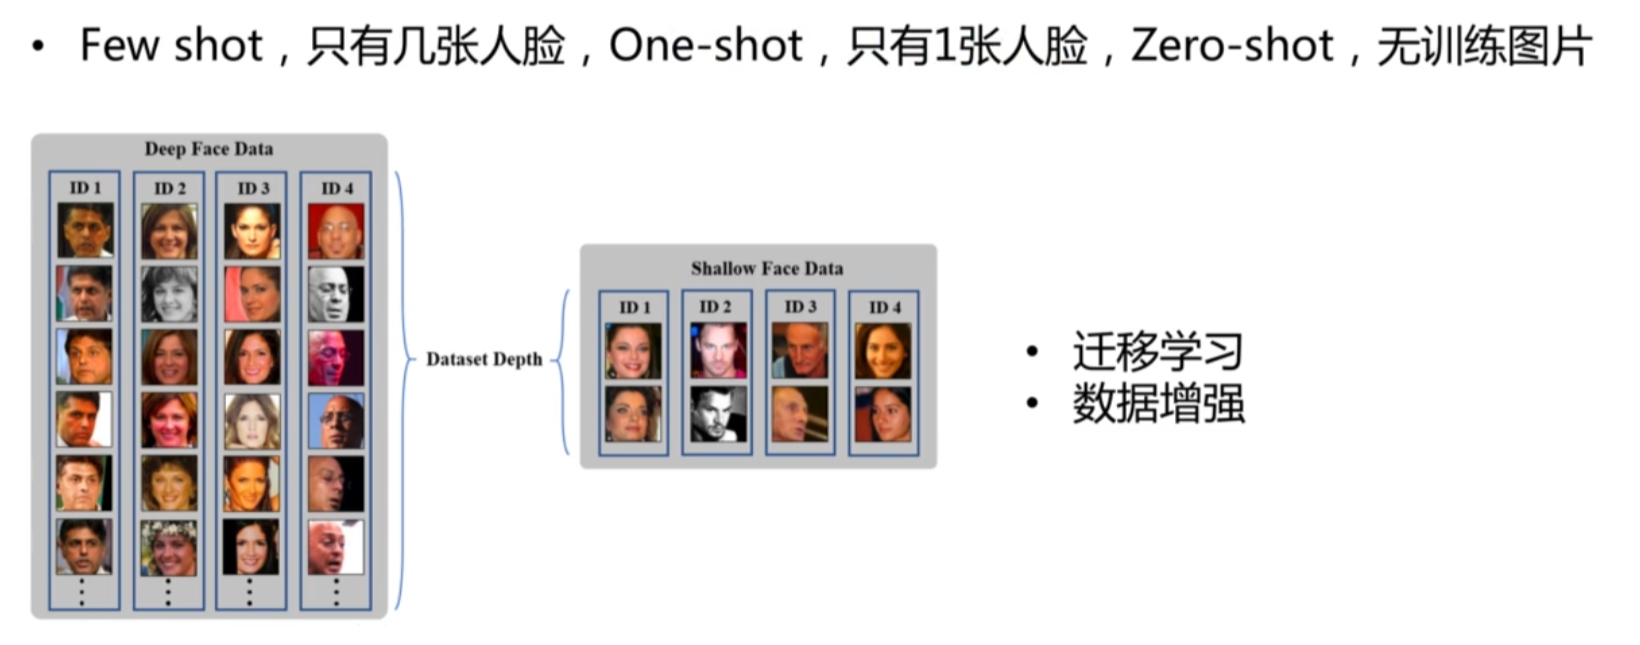 • Few shot，只有几张人脸，One-shot，只有1张人脸，Zero-shot，无训练图片
Deep Face Data
ID 1 ID 2 ID 3 ID 4
Dataset Depth
Shallow Face Data
ID 1 ID 2 ID 3 ID 4
• 迁移学习
• 数据增强